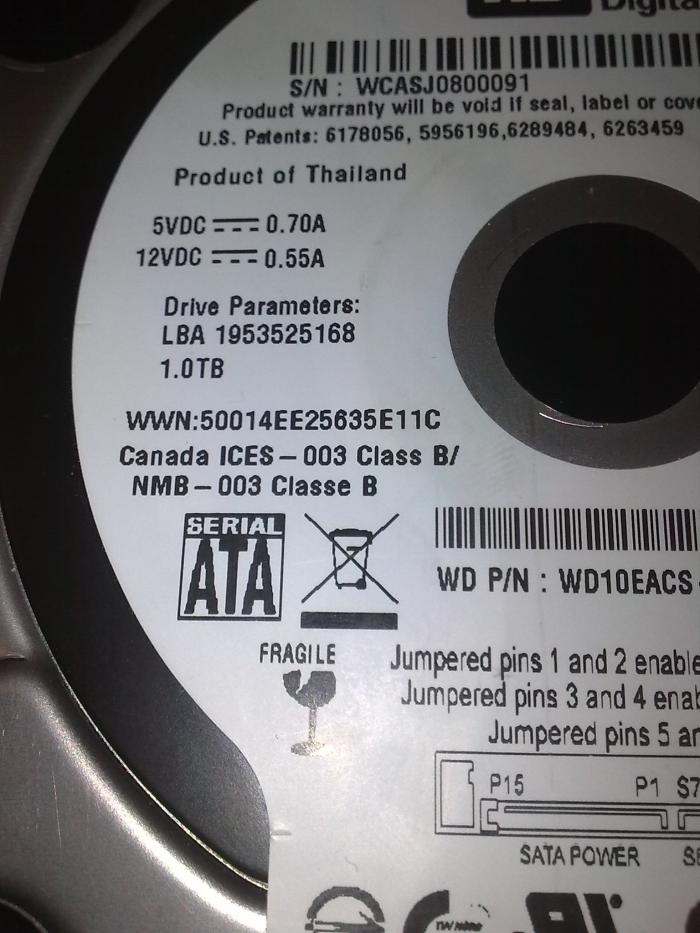 Digita
S/N : WCASJ0800091
Product warranty will be void if seal, label or cove
U.S. Patents: 6178056, 5956196,6289484, 6263459
Product of Thailand
5VDC 0.70A
12VDC 0.55A
Drive Parameters:
LBA 1953525168
1.0TB
WWN:50014EE25635E11C
Canada ICES – 003 Class B/
NMB – 003 Classe B
SERIAL
ATA
WD P/N : WD10EACS-
FRAGILE
Jumpered pins 1 and 2 enable
Jumpered pins 3 and 4 enab
Jumpered pins 5 an
P15 P1 S7
SATA POWER